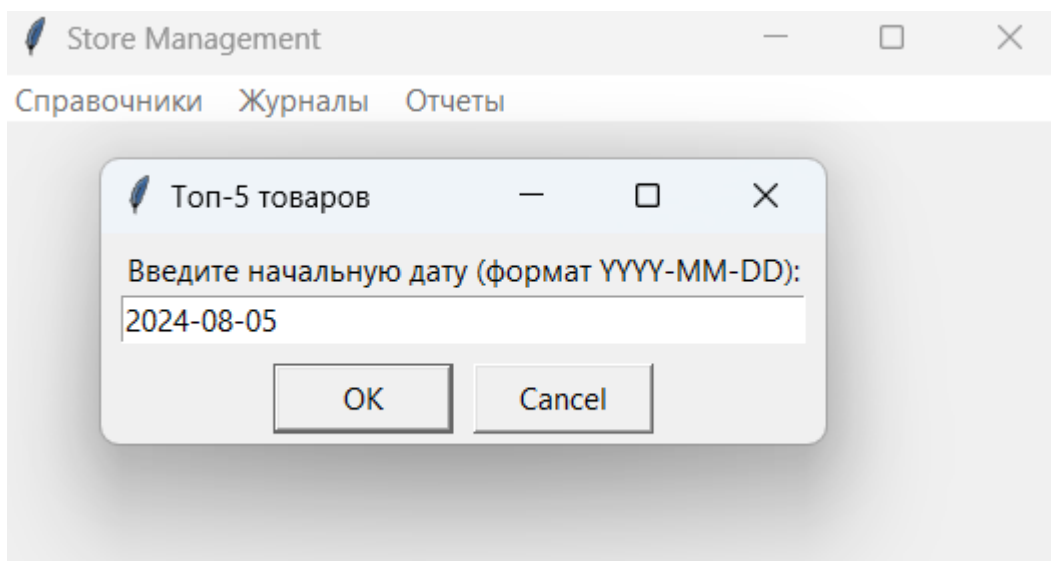 Store Management
Справочники Журналы Отчеты
Топ-5 товаров
Введите начальную дату (формат YYYY-MM-DD):
2024-08-05
OK Cancel